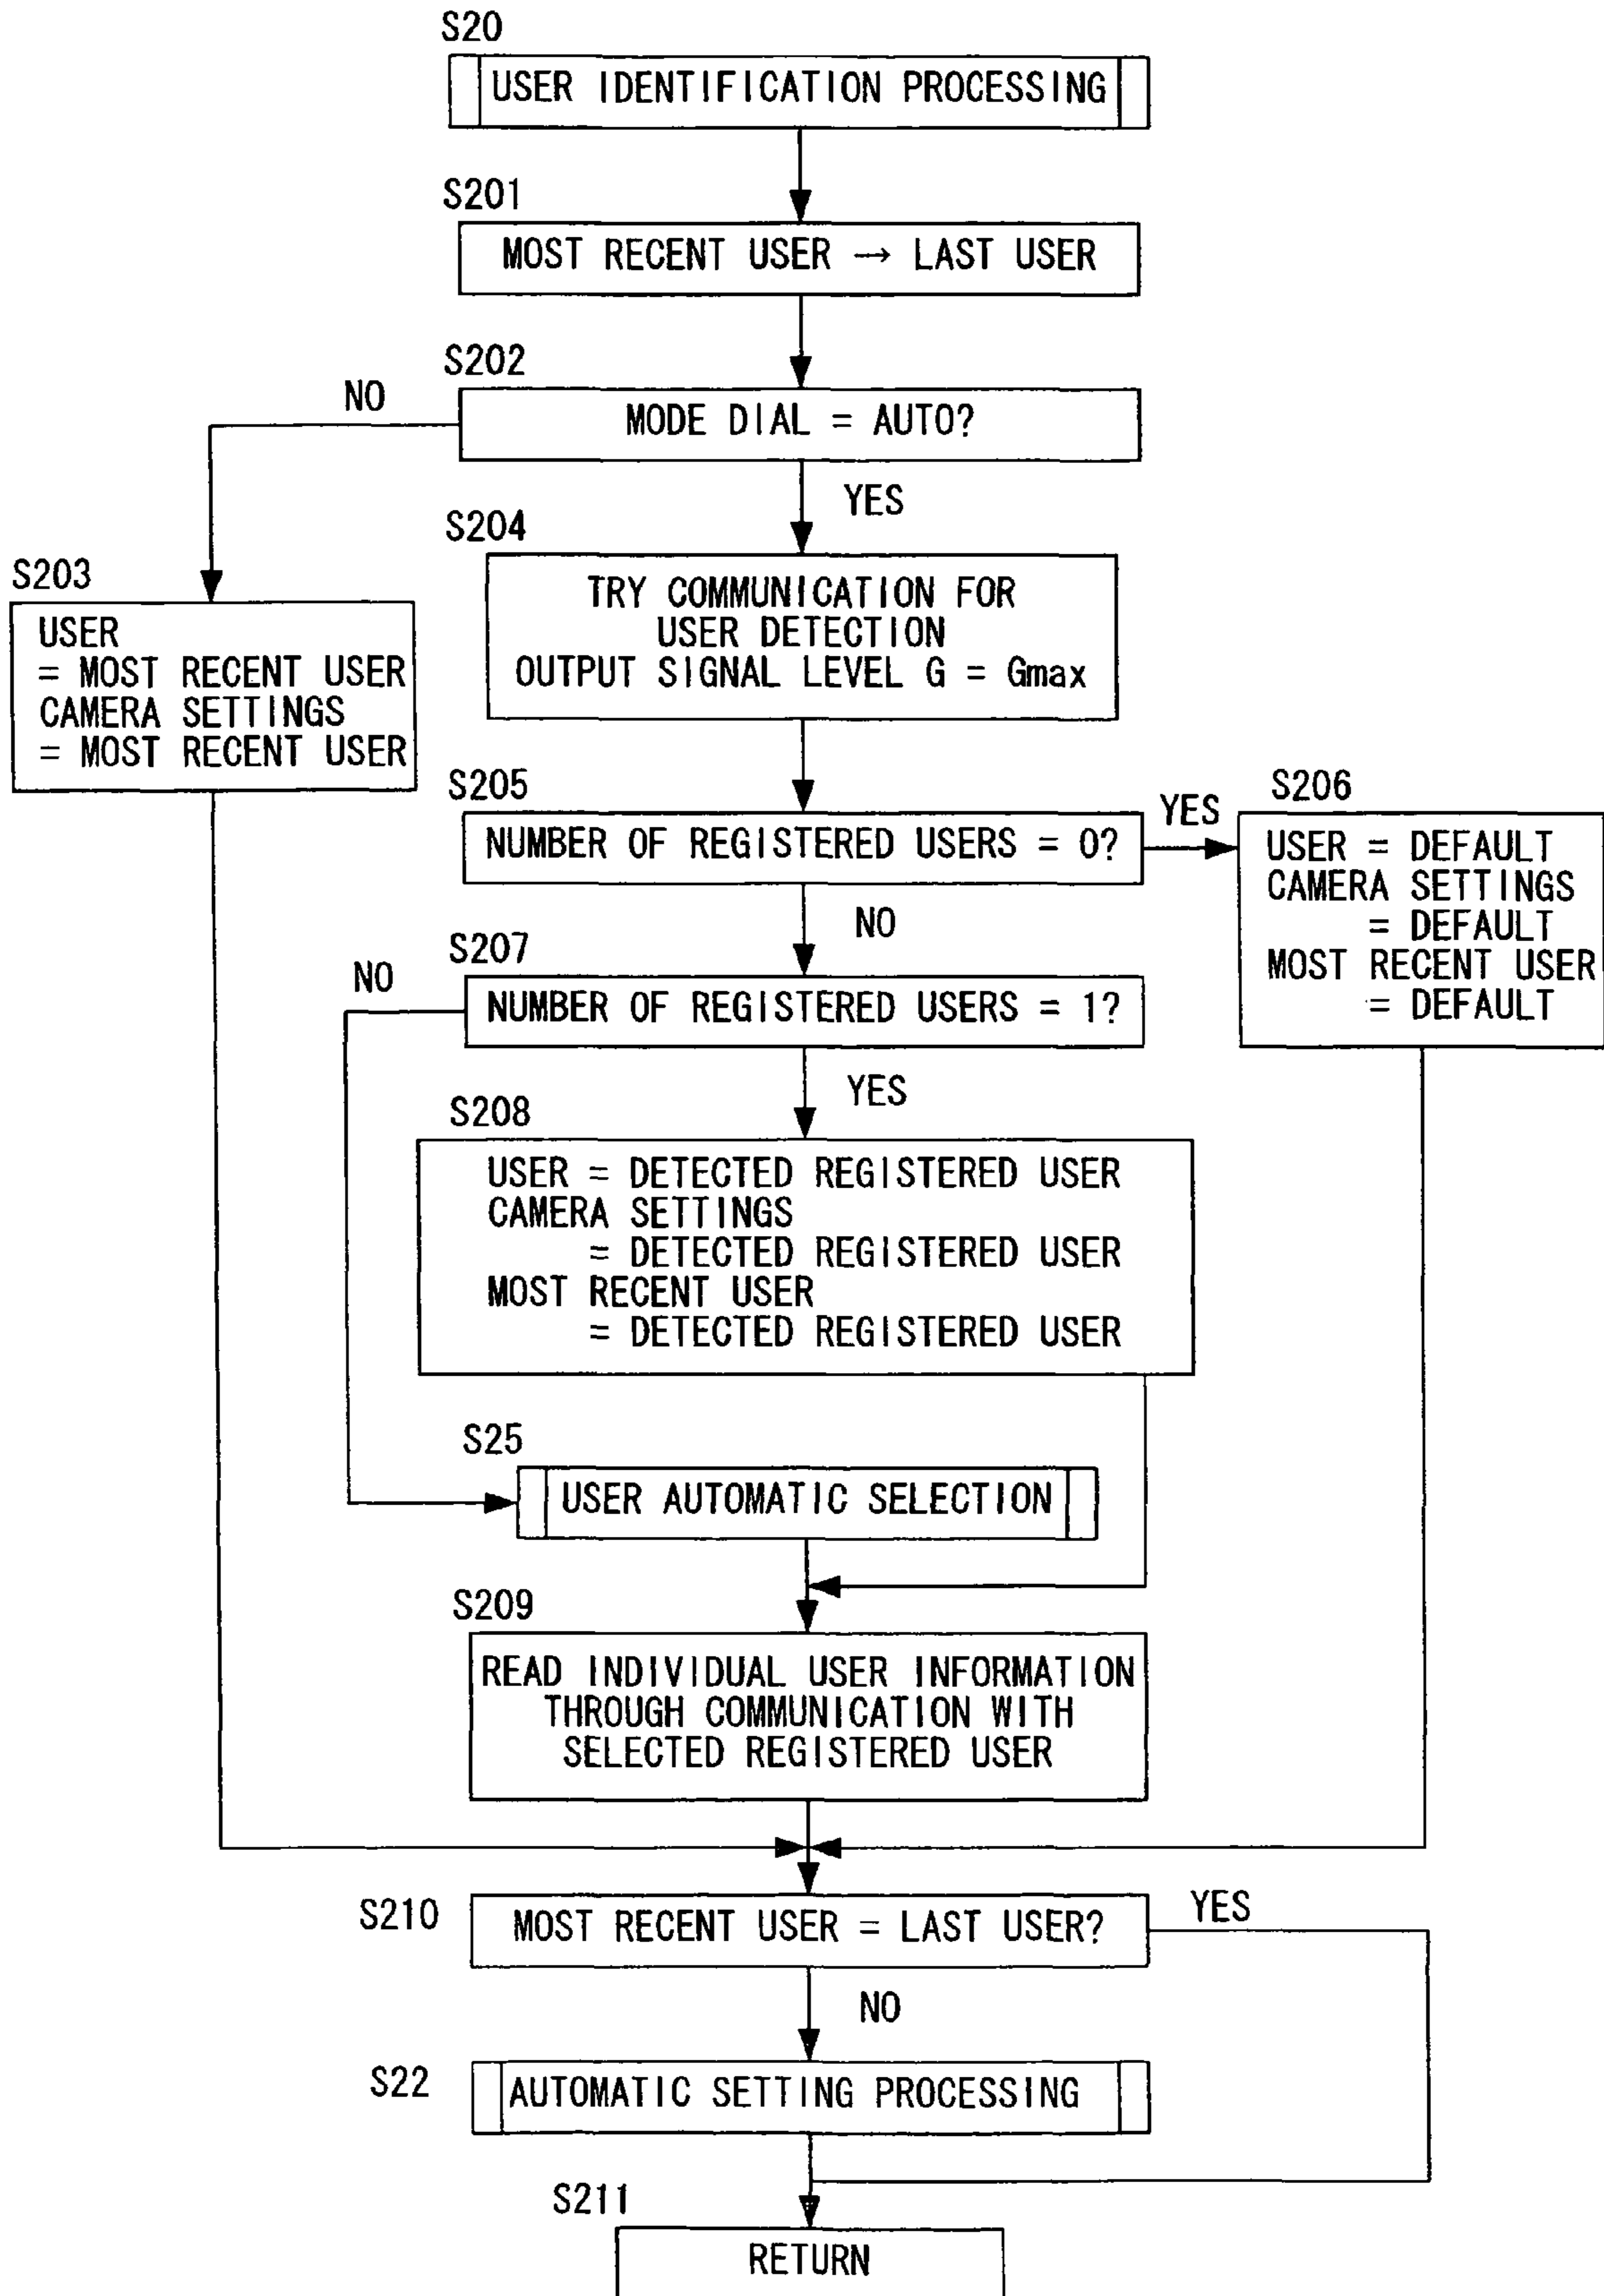 S20
USER IDENTIFICATION PROCESSING
S201
MOST RECENT USER → LAST USER
S202
NO
MODE DIAL = AUTO?
YES
S204
TRY COMMUNICATION FOR
USER DETECTION
OUTPUT SIGNAL LEVEL G = Gmax
S203
USER
= MOST RECENT USER
CAMERA SETTINGS
= MOST RECENT USER
S205
NUMBER OF REGISTERED USERS = 0?
YES
S206
USER = DEFAULT
CAMERA SETTINGS
= DEFAULT
MOST RECENT USER
= DEFAULT
NO
S207
NO
NUMBER OF REGISTERED USERS = 1?
YES
S208
USER = DETECTED REGISTERED USER
CAMERA SETTINGS
= DETECTED REGISTERED USER
MOST RECENT USER
= DETECTED REGISTERED USER
S25
USER AUTOMATIC SELECTION
S209
READ INDIVIDUAL USER INFORMATION
THROUGH COMMUNICATION WITH
SELECTED REGISTERED USER
S210
MOST RECENT USER = LAST USER?
YES
NO
S22
AUTOMATIC SETTING PROCESSING
S211
RETURN